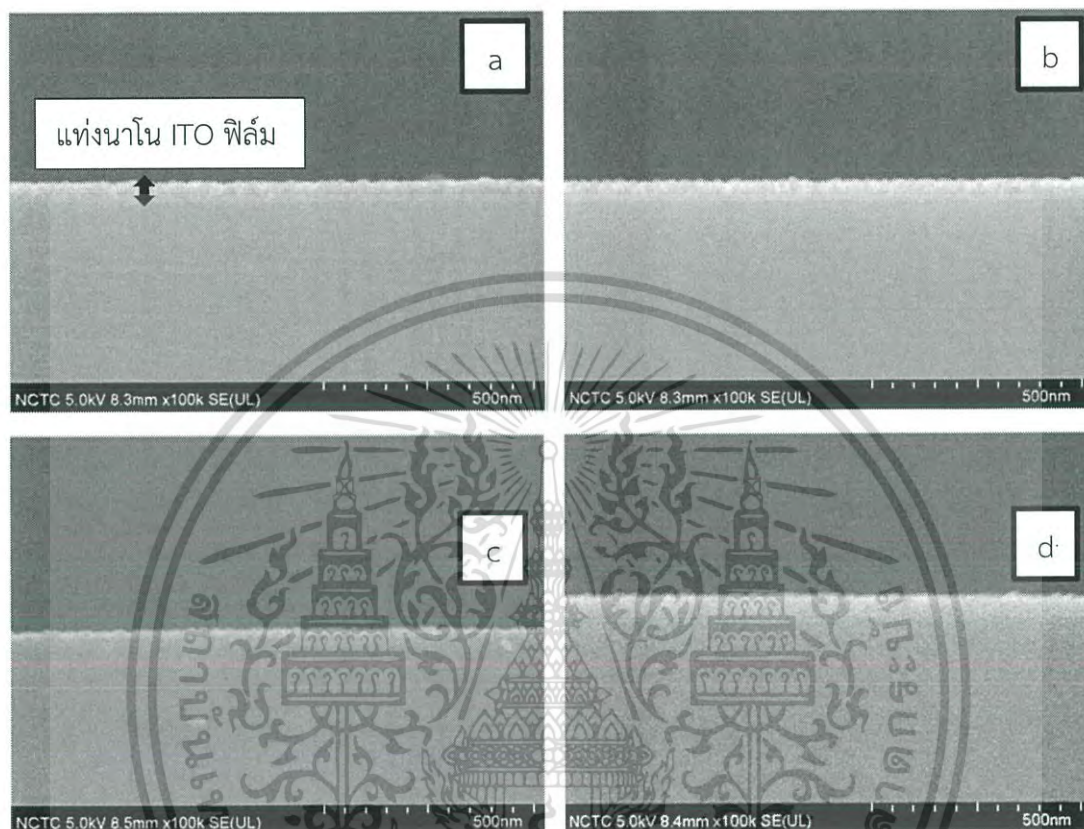 a
b
แท่งนาโน ITO ฟิล์ม
NCTC 5.0kV 8.3mm x100k SE(UL)
500nm
NCTC 5.0kV 8.3mm x100k SE(UL)
500nm
c
d
NCTC 5.0kV 8.5mm x100k SE(UL)
500nm
NCTC 5.0kV 8.4mm x100k SE(UL)
500nm